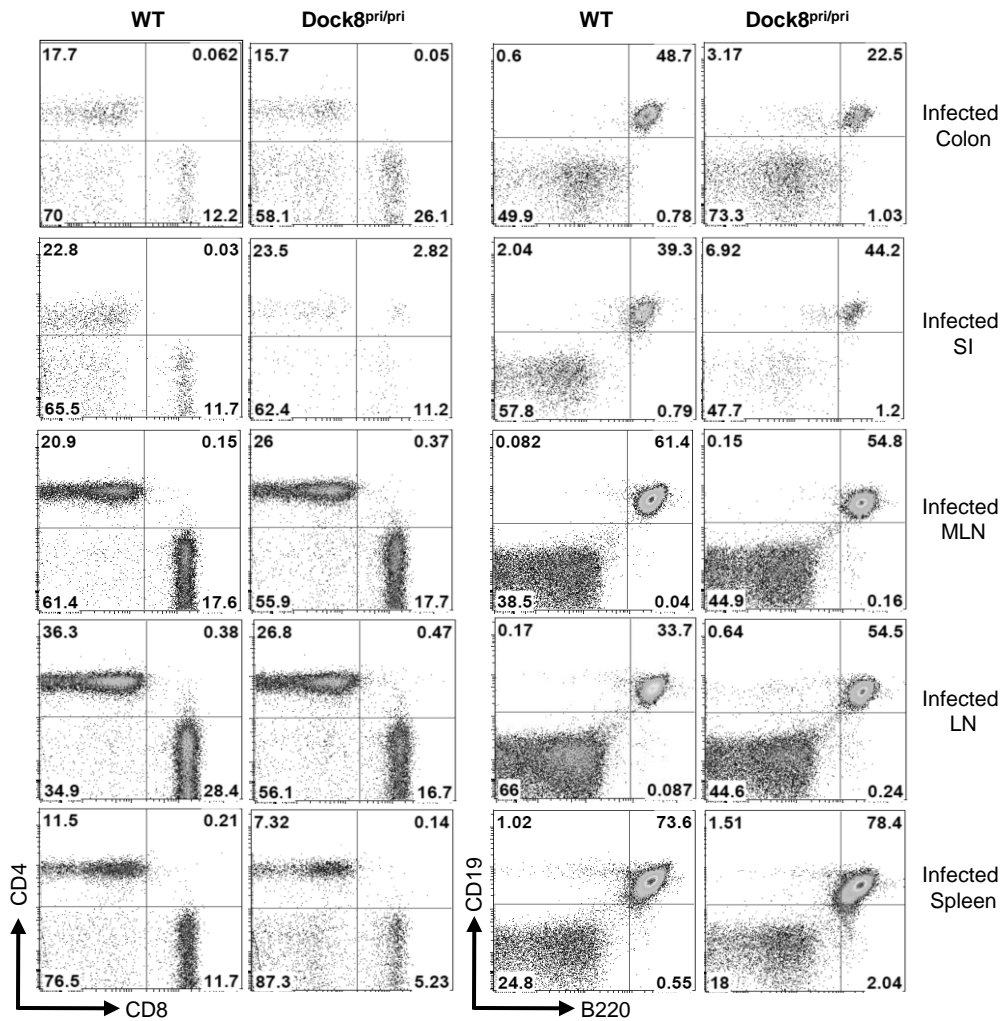 WT Dock8pri/pri WT Dock8pri/pri
17.7 0.062 15.7 0.05 0.6 48.7 3.17 22.5
Infected
Colon
70 12.2 58.1 26.1 49.9 0.78 73.3 1.03
22.8 0.03 23.5 2.82 2.04 39.3 6.92 44.2
Infected
SI
65.5 11.7 62.4 11.2 57.8 0.79 47.7 1.2
20.9 0.15 26 0.37 0.082 61.4 0.15 54.8
Infected
MLN
61.4 17.6 55.9 17.7 38.5 0.04 44.9 0.16
36.3 0.38 26.8 0.47 0.17 33.7 0.64 54.5
Infected
LN
34.9 28.4 56.1 16.7 66 0.087 44.6 0.24
11.5 0.21 7.32 0.14 1.02 73.6 1.51 78.4
Infected
Spleen
76.5 11.7 87.3 5.23 24.8 0.55 18 2.04
CD4
CD8
CD19
B220